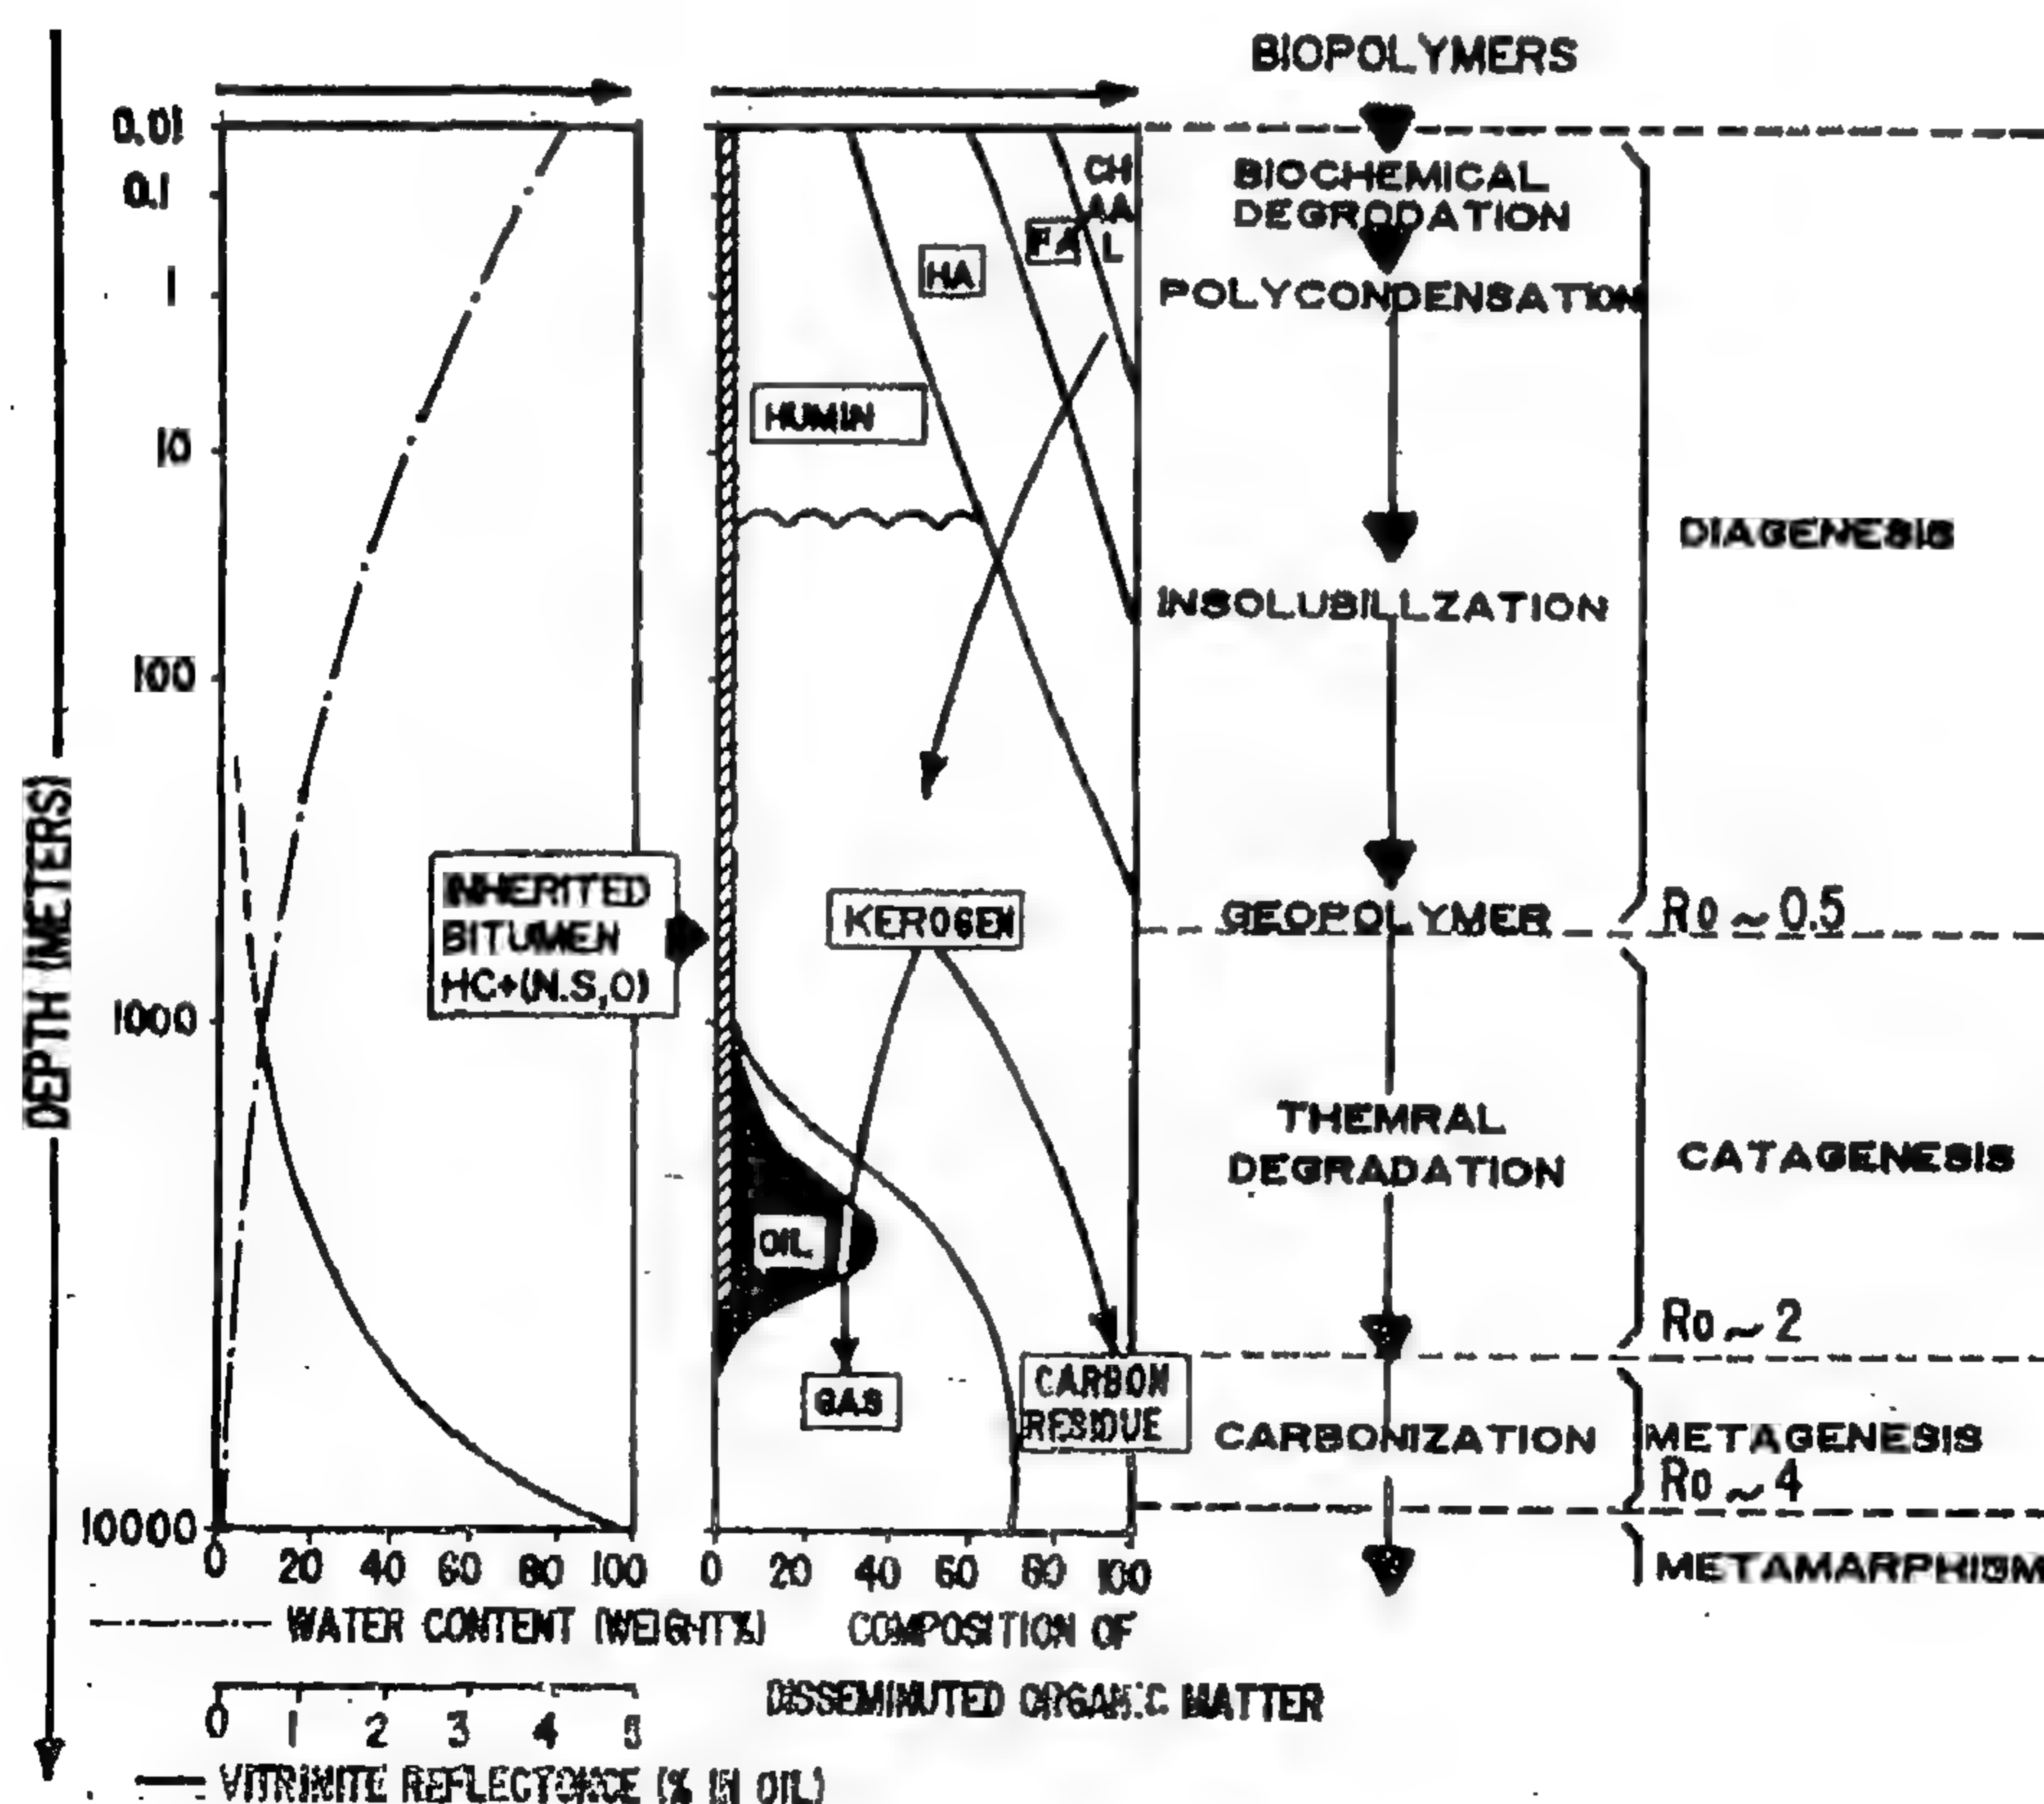 BIOPOLYMERS
0.01
0.1
1
10
100
1000
10000
DEPTH (METERS)
CH
AA
L
FA
HA
HUMIN
INHERITED
BITUMEN
HC+(N.S,O)
KEROGEN
OIL
GAS
CARBON
RESIDUE
BIOCHEMICAL
DEGRADATION
POLYCONDENSATION
INSOLUBILLZATION
GEOPOLYMER
THEMRAL
DEGRADATION
CARBONIZATION
DIAGENESIS
Ro ~ 0.5
CATAGENESIS
Ro ~ 2
METAGENESIS
Ro ~ 4
METAMARPHISM
0 20 40 60 80 100
0 20 40 60 80 100
WATER CONTENT (WEIGHT%)
COMPOSITION OF
DISSEMINUTED ORGANIC MATTER
0 1 2 3 4 5
VITRINITE REFLECTONCE (% IN OIL)